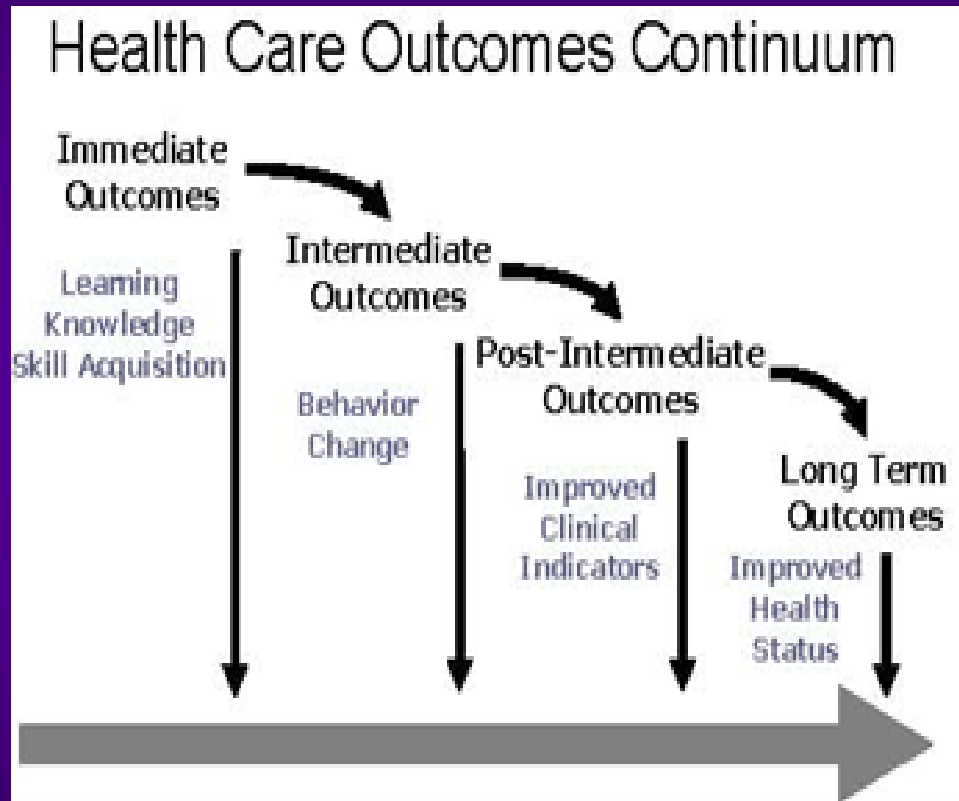 Health Care Outcomes Continuum
Immediate
Outcomes
Learning
Knowledge
Skill Acquisition
Intermediate
Outcomes
Behavior
Change
Post-Intermediate
Outcomes
Improved
Clinical
Indicators
Long Term
Outcomes
Improved
Health
Status